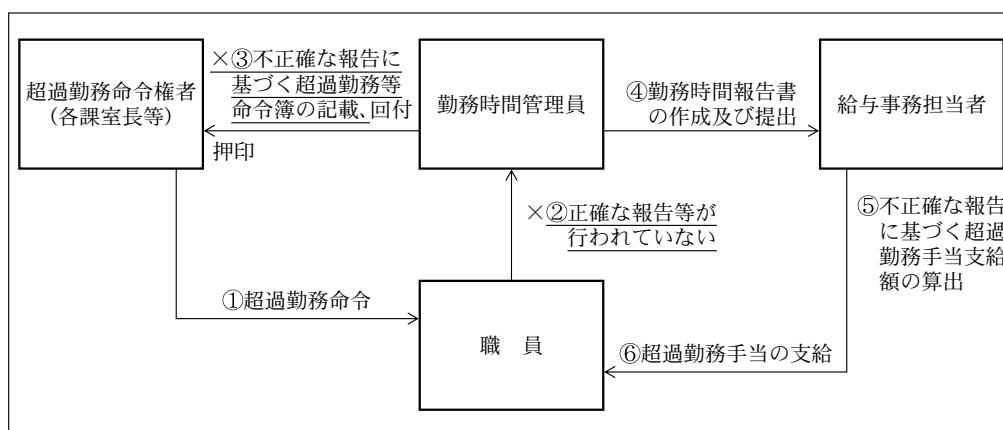 超過勤務命令権者
（各課室長等）
×③不正確な報告に
基づく超過勤務等
命令簿の記載、回付
押印
勤務時間管理員
④勤務時間報告書
の作成及び提出
給与事務担当者
×②正確な報告等が
行われていない
⑤不正確な報告
に基づく超過
勤務手当支給
額の算出
①超過勤務命令
職　員
⑥超過勤務手当の支給